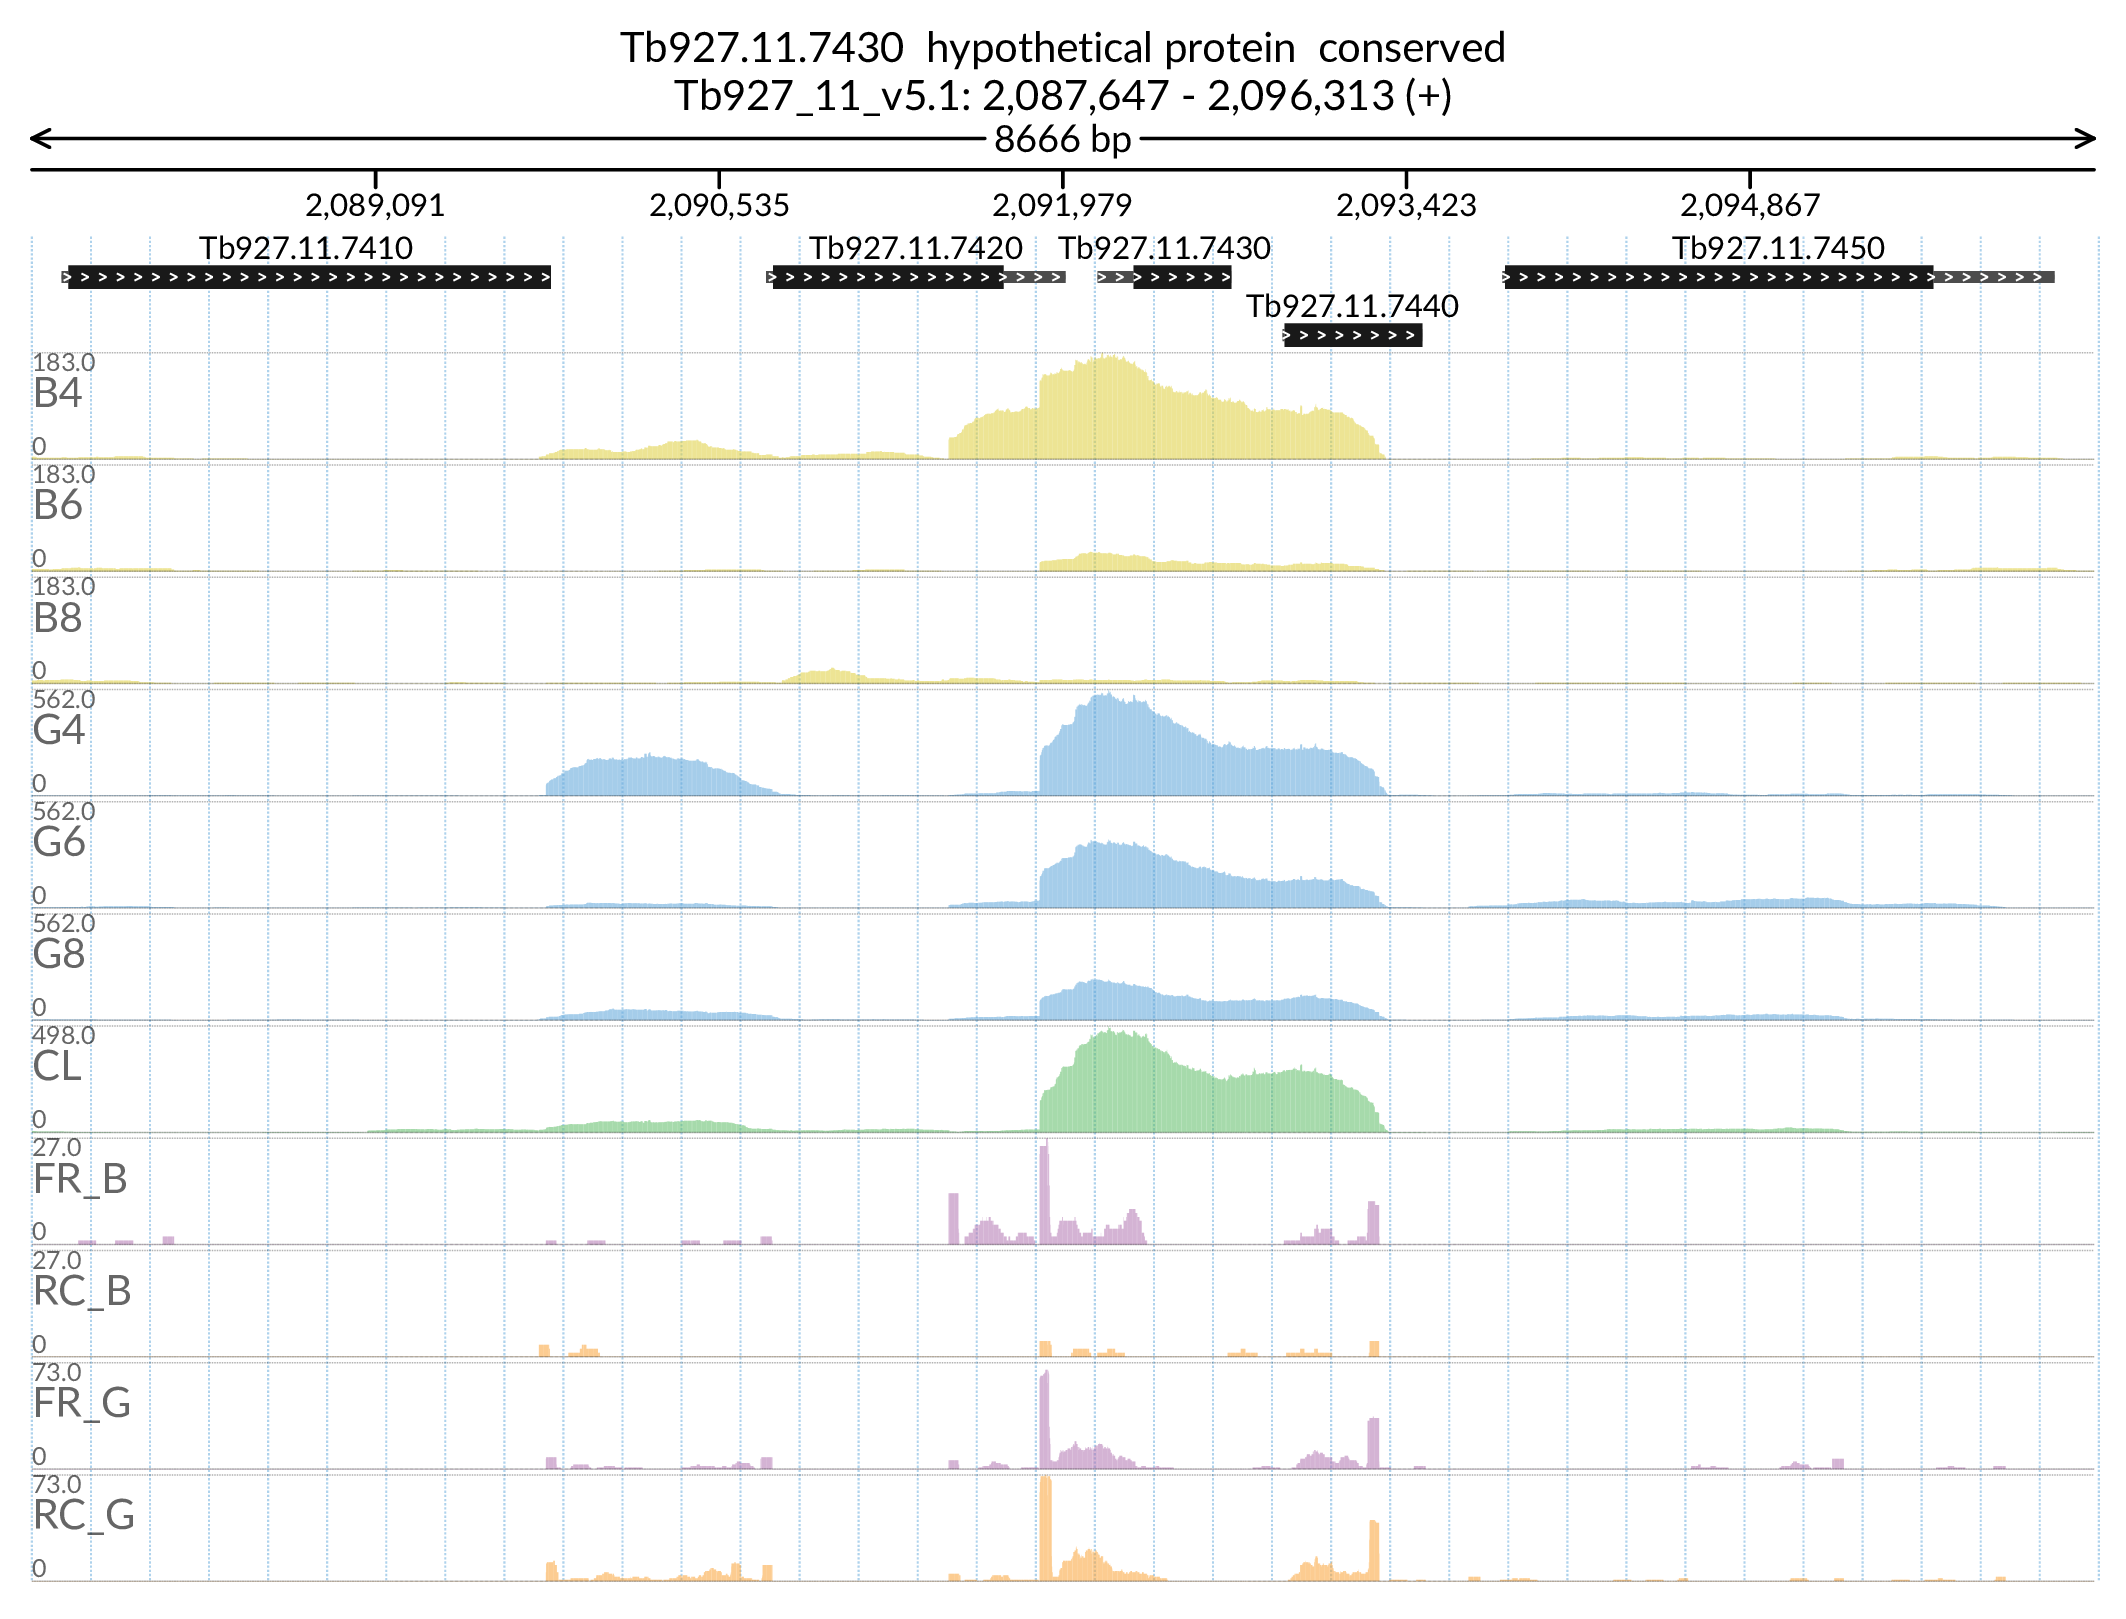 Tb927.11.7430  hypothetical protein  conserved
Tb927_11_v5.1: 2,087,647 - 2,096,313 (+)
8666 bp
2,089,091 2,090,535 2,091,979 2,093,423 2,094,867
Tb927.11.7410 Tb927.11.7420 Tb927.11.7430 Tb927.11.7450
Tb927.11.7440
183.0
B4
0
183.0
B6
0
183.0
B8
0
562.0
G4
0
562.0
G6
0
562.0
G8
0
498.0
CL
0
27.0
FR_B
0
27.0
RC_B
0
73.0
FR_G
0
73.0
RC_G
0